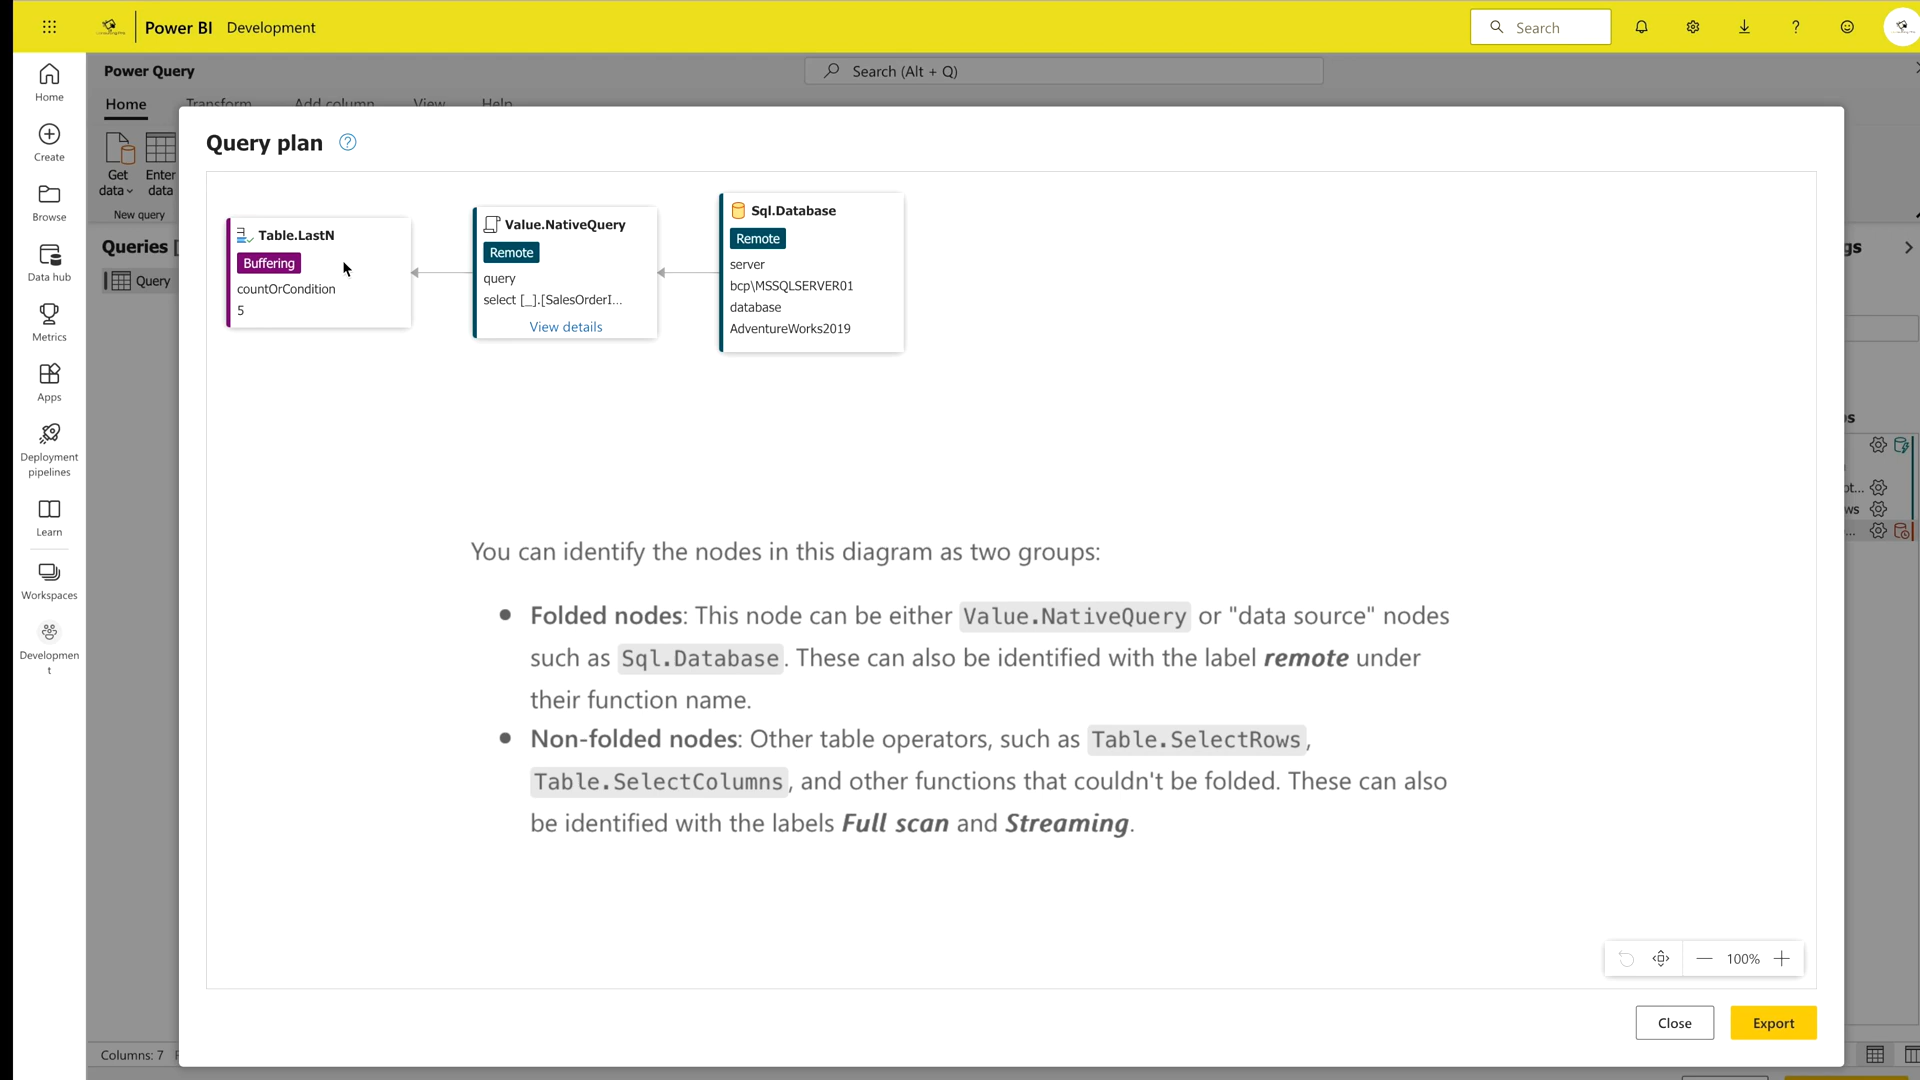 Power BI Development
Search
Power Query
Search (Alt + Q)
Home
Transform
Add column
View
Help
Home
Create
Browse
Data hub
Metrics
Apps
Deployment
pipelines
Learn
Workspaces
Developmen
t
Get
data
Enter
data
New query
Queries [
Query
Query plan
Table.LastN
Buffering
countOrCondition
5
Value.NativeQuery
Remote
query
select [_].[SalesOrderI...
View details
Sql.Database
Remote
server
bcp\MSSQLSERVER01
database
AdventureWorks2019
You can identify the nodes in this diagram as two groups:
• Folded nodes: This node can be either Value.NativeQuery or "data source" nodes
such as Sql.Database. These can also be identified with the label remote under
their function name.
• Non-folded nodes: Other table operators, such as Table.SelectRows,
Table.SelectColumns, and other functions that couldn't be folded. These can also
be identified with the labels Full scan and Streaming.
100%
Close
Export
gs
ps
ot...
ws
...
Columns: 7